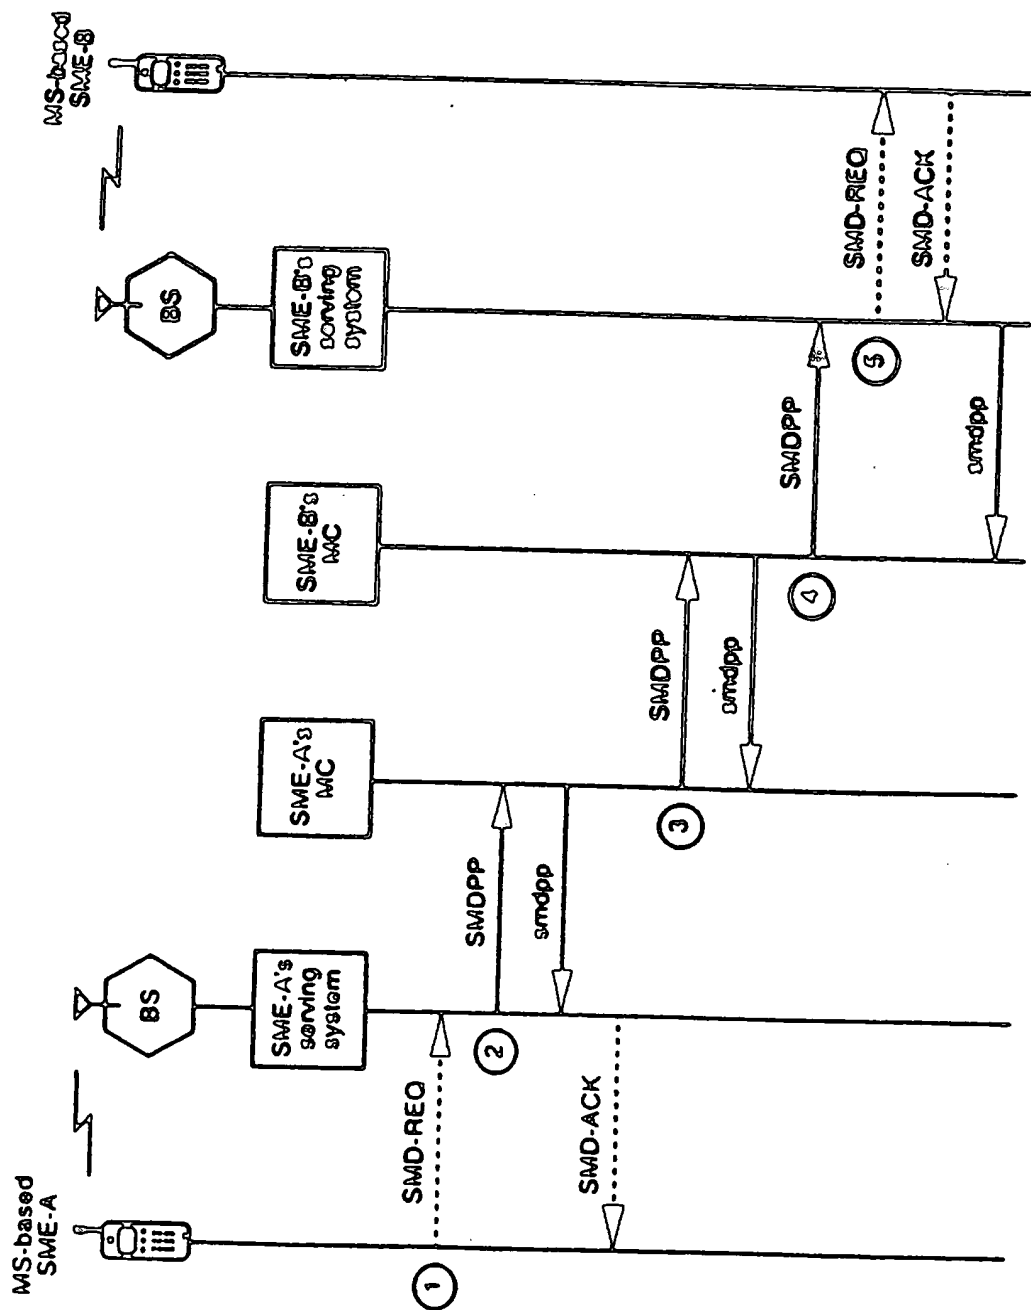 MS-based
SME-A
BS
SME-A's
serving
system
SME-A's
MC
SME-B's
MC
BS
SME-B's
serving
system
MS-based
SME-B
1
SMD-REQ
2
SMDPP
smdpp
SMD-ACK
3
SMDPP
smdpp
4
SMDPP
5
SMD-REQ
SMD-ACK
smdpp